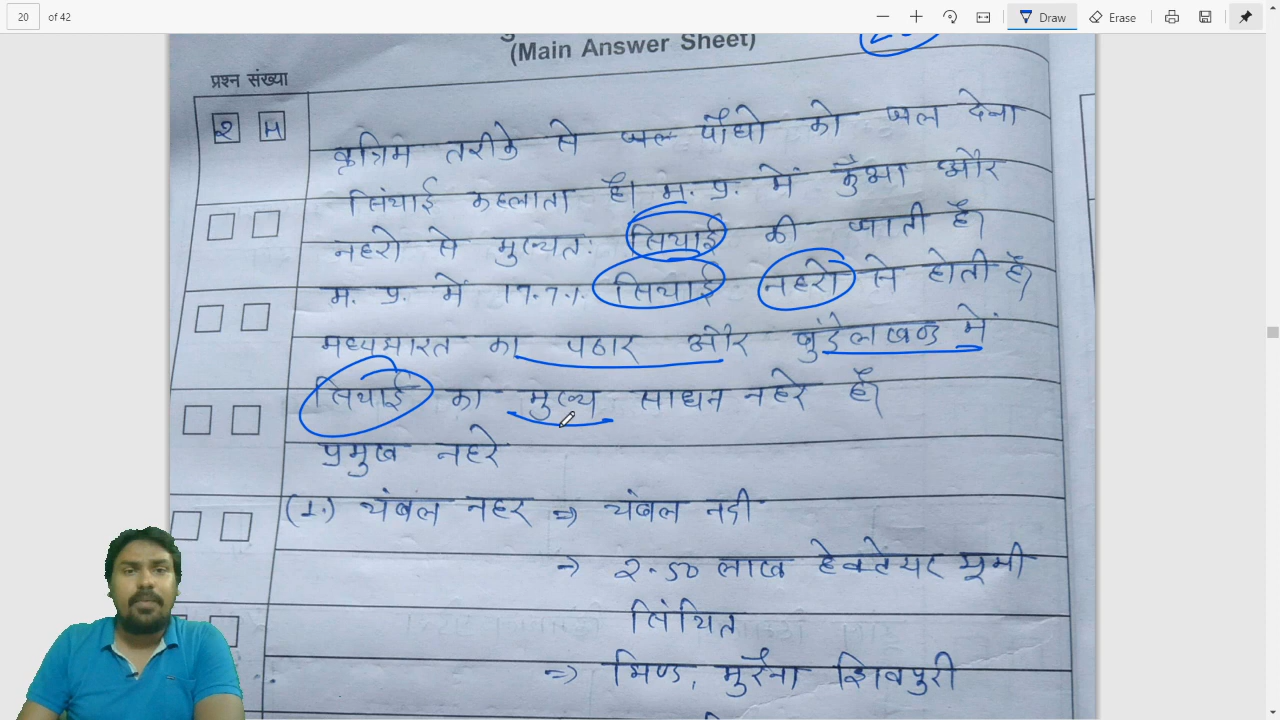 20 of 42 Draw Erase
(Main Answer Sheet)
प्रश्न संख्या
2 म
कृत्रिम तरीके से जल पौधो को जल देना
सिंचाई कहलाता है। म. प्र. में कुँआ और
नहरो से मुख्यतः सिचाई की जाती है।
म. प्र. में 17.7% सिचाई नहरो से होती है।
मध्यभारत का पठार और बुंदेलखण्ड में
सिचाई का मुख्य साधन नहरे है।
प्रमुख नहरे
(1.) चंबल नहर => चंबल नदी
=> 2.50 लाख हेक्टेयर भूमी
सिंचित
=> भिण्ड, मुरैना शिवपुरी